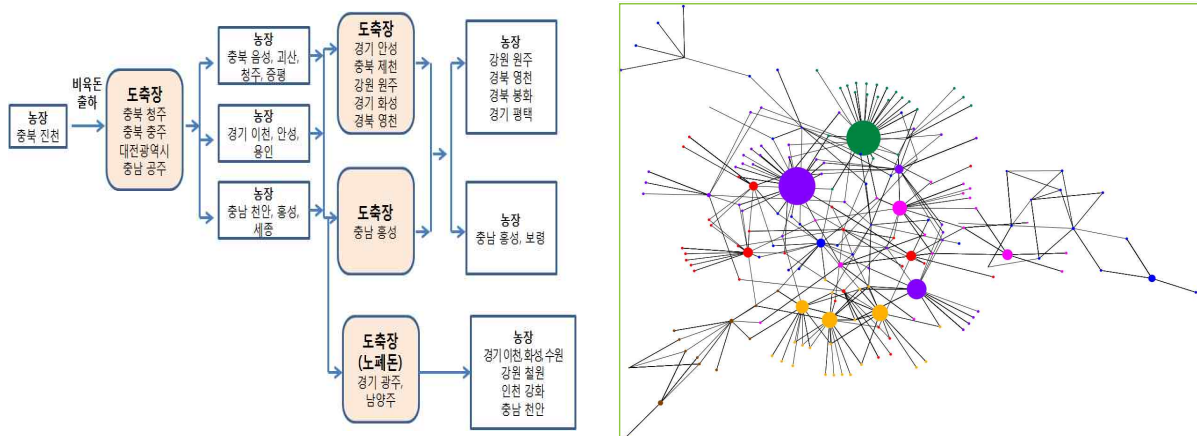 농장
충북 진천
비육돈
출하
도축장
충북 청주
충북 충주
대전광역시
충남 공주
농장
충북 음성, 괴산,
청주, 증평
농장
경기 이천, 안성,
용인
농장
충남 천안, 홍성,
세종
도축장
경기 안성
충북 제천
강원 원주
경기 화성
경북 영천
도축장
충남 홍성
도축장
(노폐돈)
경기 광주,
남양주
농장
강원 원주
경북 영천
경북 봉화
경기 평택
농장
충남 홍성, 보령
농장
경기 이천,화성,수원
강원 철원
인천 강화
충남 천안